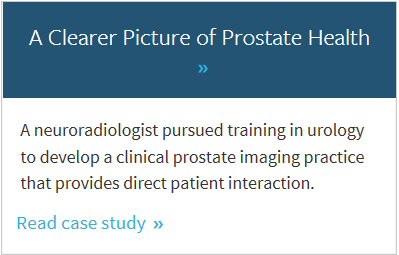 A Clearer Picture of Prostate Health
»
A neuroradiologist pursued training in urology
to develop a clinical prostate imaging practice
that provides direct patient interaction.
Read case study »